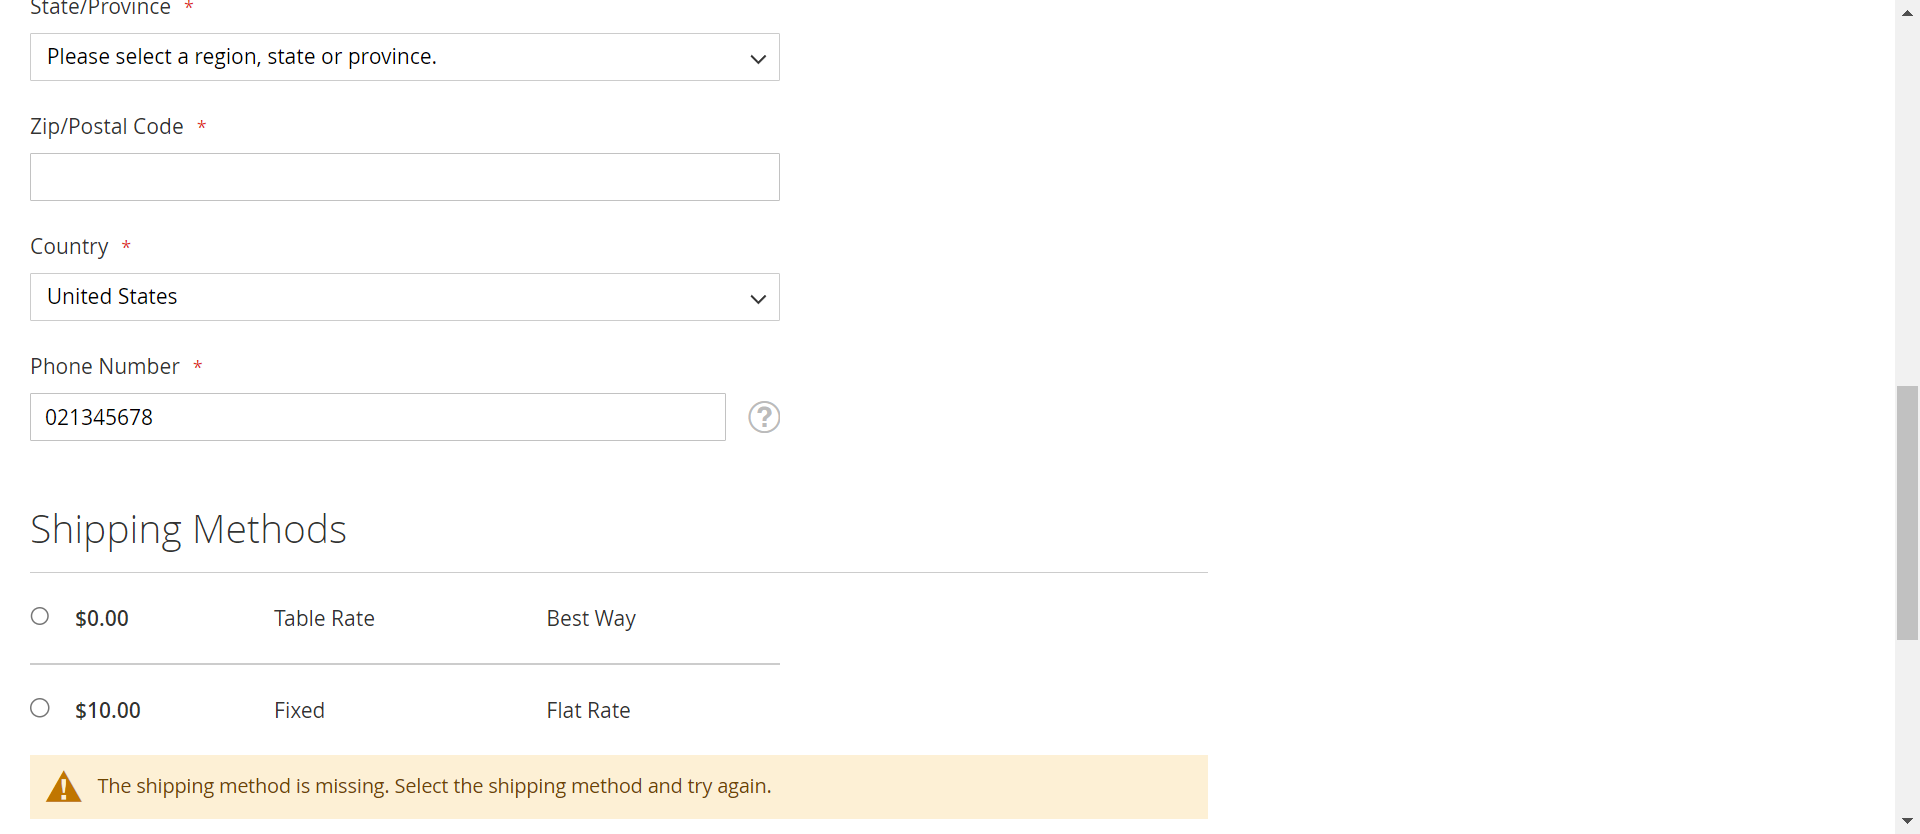 State/Province *
Please select a region, state or province.
Zip/Postal Code *
Country *
United States
Phone Number *
021345678
?
Shipping Methods
$0.00 Table Rate Best Way
$10.00 Fixed Flat Rate
The shipping method is missing. Select the shipping method and try again.